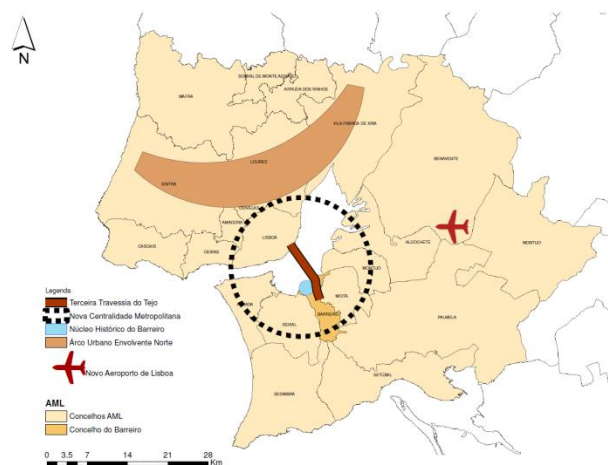 N
SOBRAL DE MONTE AGRAÇO
MAFRA
ARRUDA DOS VINHOS
VILA FRANCA DE XIRA
BENAVENTE
LOURES
SINTRA
ODIVELAS
AMADORA
LISBOA
CASCAIS
OEIRAS
ALCOCHETE
MONTIJO
MONTIJO
MOITA
BARREIRO
SEIXAL
PALMELA
SESIMBRA
SETÚBAL
Legenda
Terceira Travessia do Tejo
Nova Centralidade Metropolitana
Núcleo Histórico do Barreiro
Árco Urbano Envolvente Norte
Novo Aeroporto de Lisboa
AML
Concelhos AML
Concelho do Barreiro
0 3.5 7 14 21 28
Km